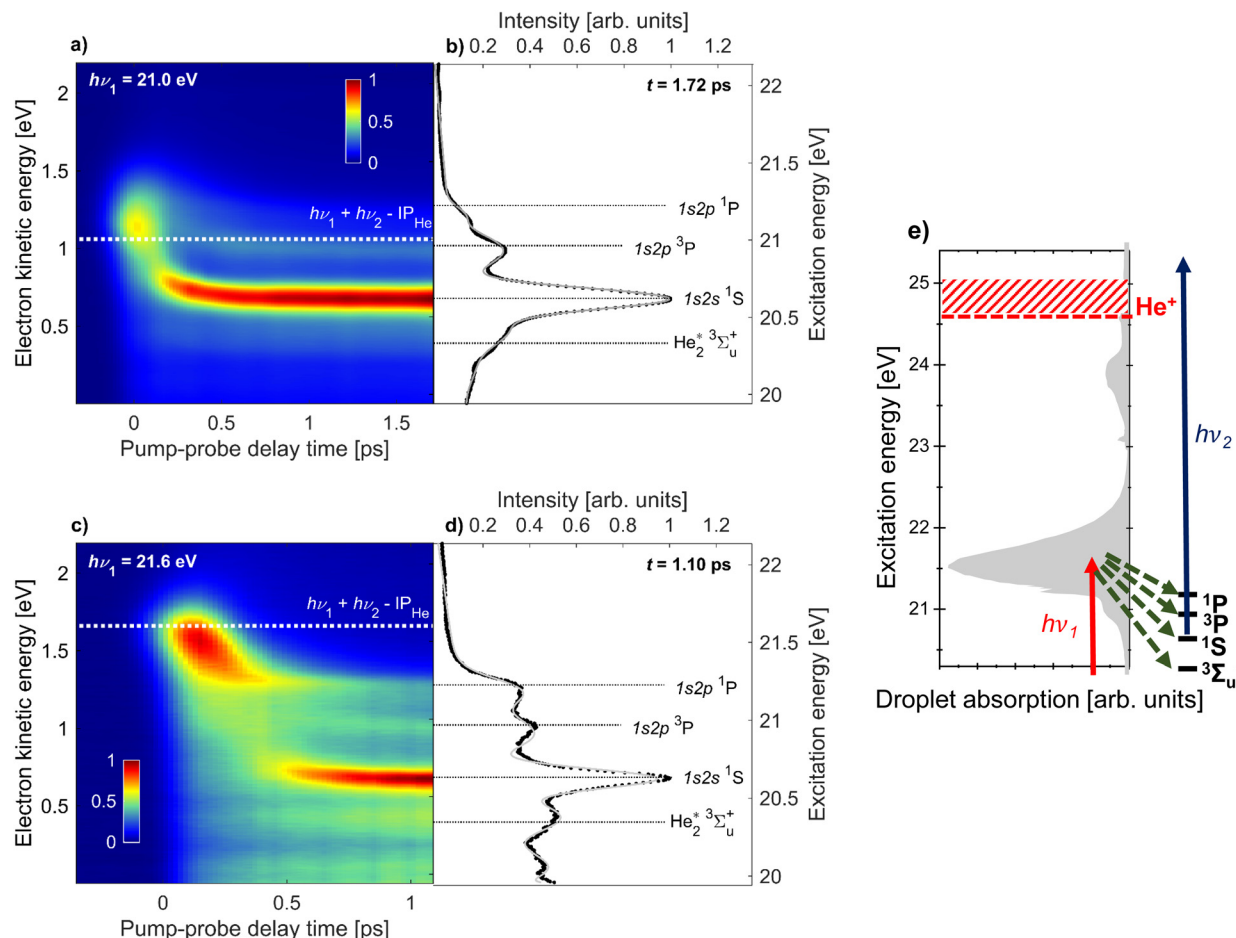 Intensity [arb. units]
0.2 0.4 0.6 0.8 1 1.2
a)
b)
hν₁ = 21.0 eV
t = 1.72 ps
1
0.5
0
hν₁ + hν₂ - IP_He
2
1.5
1
0.5
Electron kinetic energy [eV]
0 0.5 1 1.5
Pump-probe delay time [ps]
1s2p ¹P
1s2p ³P
1s2s ¹S
He₂* ³Σᵤ⁺
22
21.5
21
20.5
20
Excitation energy [eV]
Intensity [arb. units]
0.2 0.4 0.6 0.8 1 1.2
c)
d)
hν₁ = 21.6 eV
t = 1.10 ps
hν₁ + hν₂ - IP_He
1
0.5
0
2
1.5
1
0.5
Electron kinetic energy [eV]
0 0.5 1
Pump-probe delay time [ps]
1s2p ¹P
1s2p ³P
1s2s ¹S
He₂* ³Σᵤ⁺
22
21.5
21
20.5
20
Excitation energy [eV]
e)
25
24
23
22
21
Excitation energy [eV]
He⁺
hν₂
hν₁
¹P
³P
¹S
³Σᵤ
Droplet absorption [arb. units]